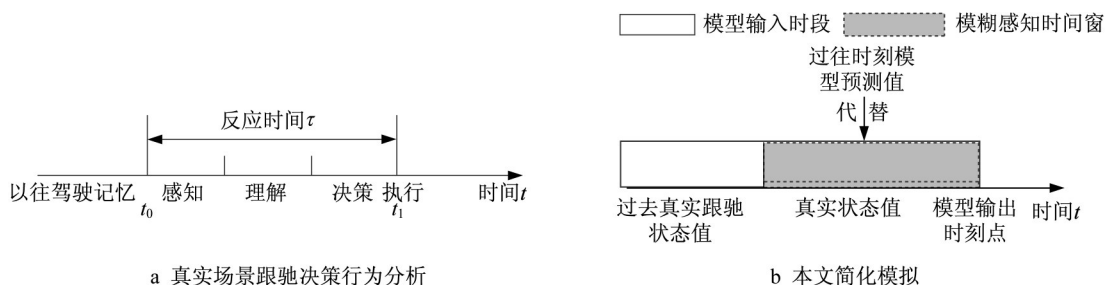 反应时间τ
以往驾驶记忆 感知 理解 决策 执行 时间t
t0 t1
a 真实场景跟驰决策行为分析
模型输入时段 模糊感知时间窗
过往时刻模
型预测值
代 替
过去真实跟驰
状态值
真实状态值
模型输出
时刻点
时间t
b 本文简化模拟